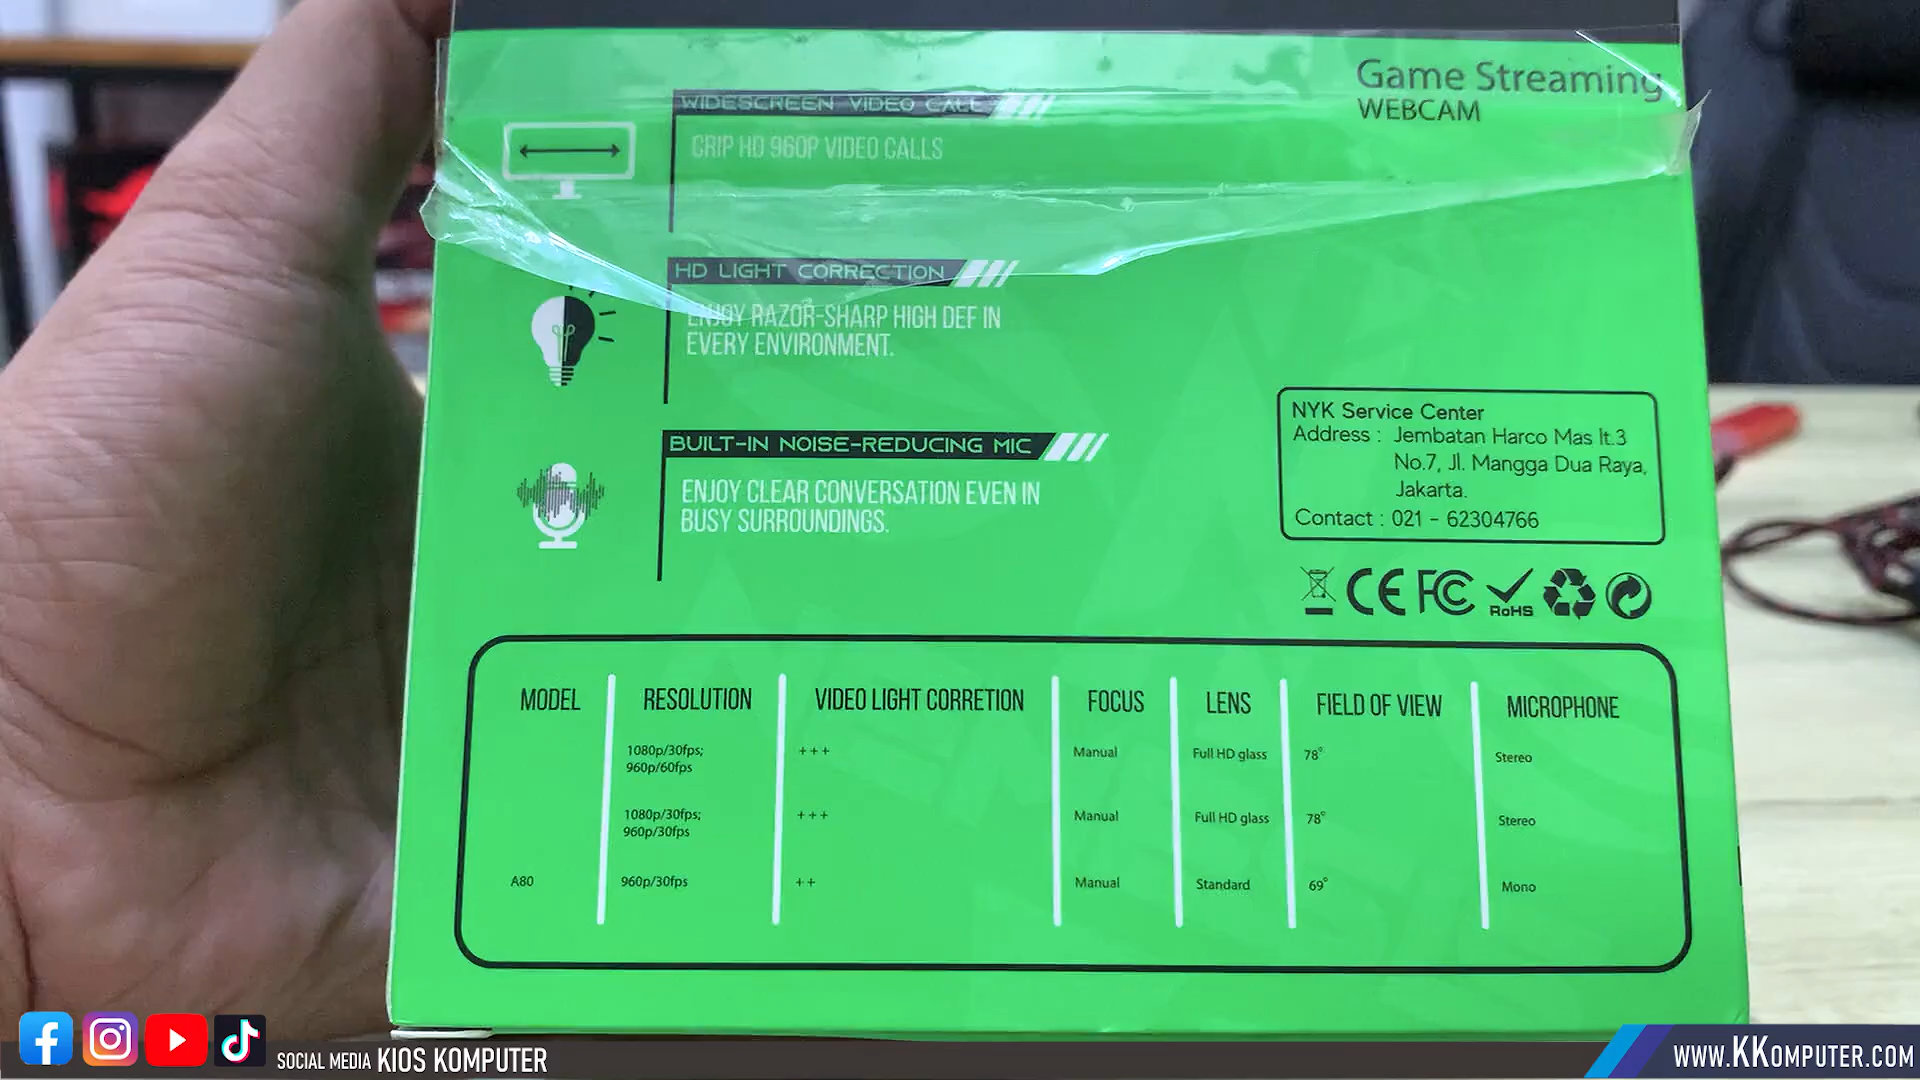 Game Streaming
WEBCAM
WIDESCREEN VIDEO CALL
CRIP HD 960P VIDEO CALLS
HD LIGHT CORRECTION
ENJOY RAZOR-SHARP HIGH DEF IN
EVERY ENVIRONMENT.
BUILT-IN NOISE-REDUCING MIC
ENJOY CLEAR CONVERSATION EVEN IN
BUSY SURROUNDINGS.
NYK Service Center
Address : Jembatan Harco Mas lt.3
No.7, Jl. Mangga Dua Raya,
Jakarta.
Contact : 021 - 62304766
CE FC RoHS
MODEL RESOLUTION VIDEO LIGHT CORRETION FOCUS LENS FIELD OF VIEW MICROPHONE
1080p/30fps; +++ Manual Full HD glass 78° Stereo
960p/60fps
1080p/30fps; +++ Manual Full HD glass 78° Stereo
960p/30fps
A80 960p/30fps ++ Manual Standard 69° Mono
SOCIAL MEDIA KIOS KOMPUTER
WWW.KKOMPUTER.COM